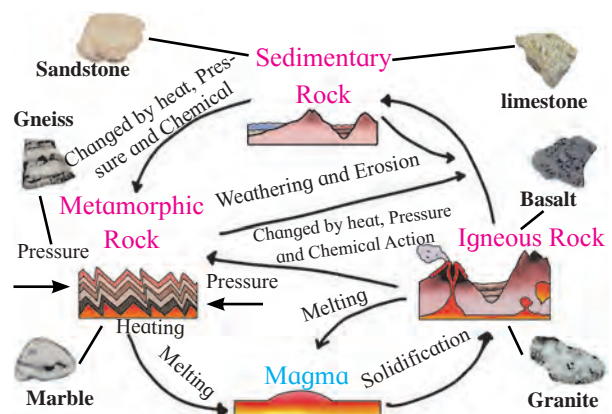 Sandstone
Sedimentary
Rock
limestone
Changed by heat, Pres-
sure and Chemical
Gneiss
Basalt
Weathering and Erosion
Metamorphic
Rock
Changed by heat, Pressure
and Chemical Action
Igneous Rock
Pressure
Pressure
Heating
Melting
Melting
Magma
Solidification
Marble
Granite